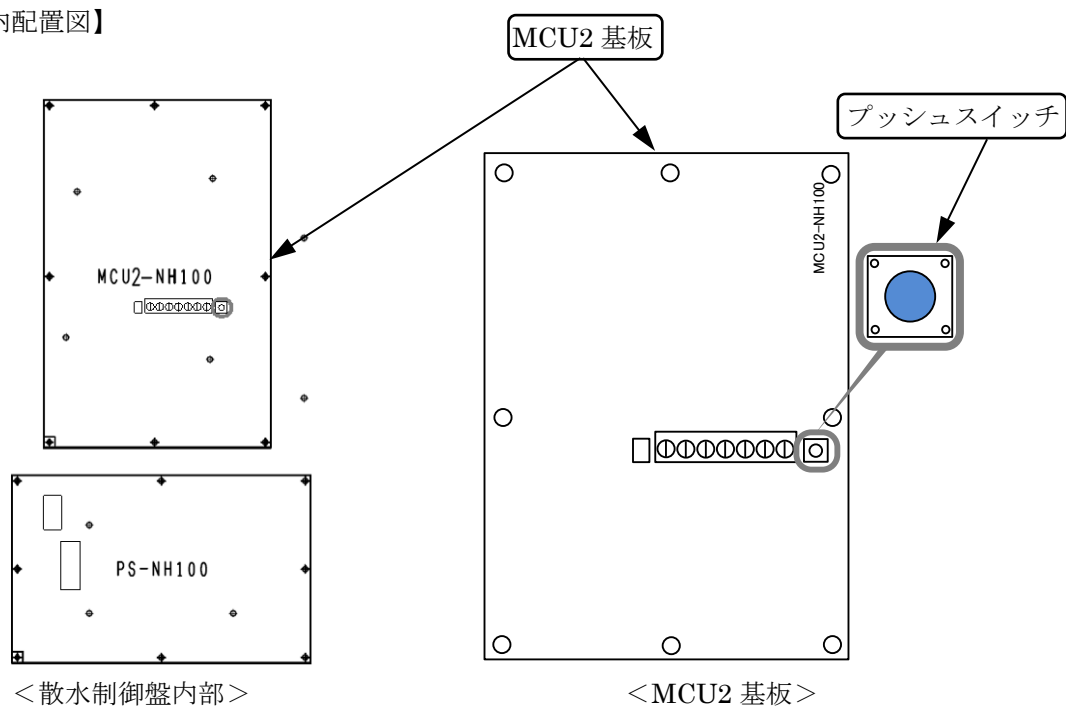 内配置図】
MCU2 基板
プッシュスイッチ
MCU2-NH100
MCU2-NH100
PS-NH100
＜散水制御盤内部＞
＜MCU2 基板＞